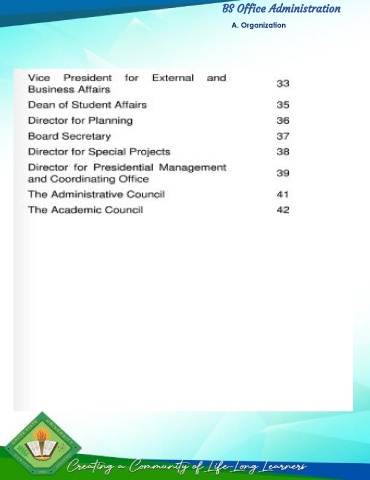 BS Office Administration
A. Organization
Vice President for External and
Business Affairs 33
Dean of Student Affairs 35
Director for Planning 36
Board Secretary 37
Director for Special Projects 38
Director for Presidential Management
and Coordinating Office 39
The Administrative Council 41
The Academic Council 42
Creating a Community of Life-Long Learners